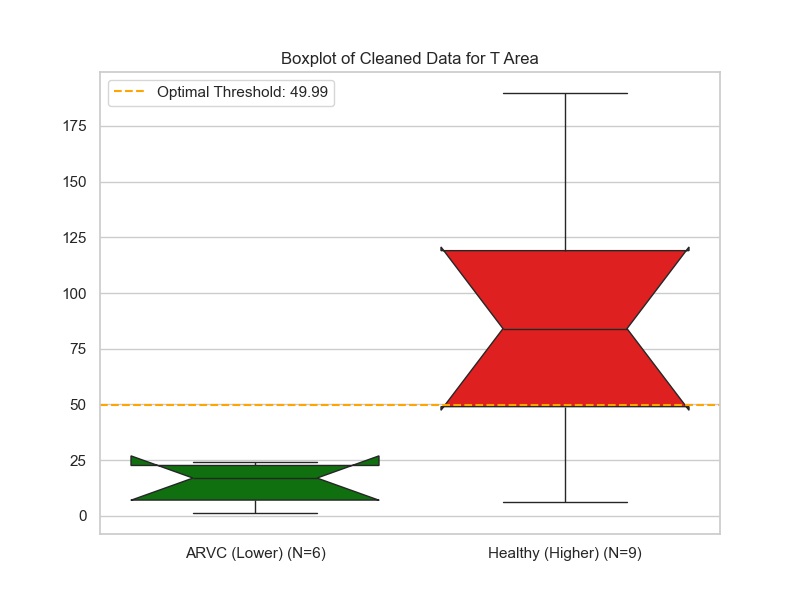 Boxplot of Cleaned Data for T Area
Optimal Threshold: 49.99
175
150
125
100
75
50
25
0
ARVC (Lower) (N=6)
Healthy (Higher) (N=9)